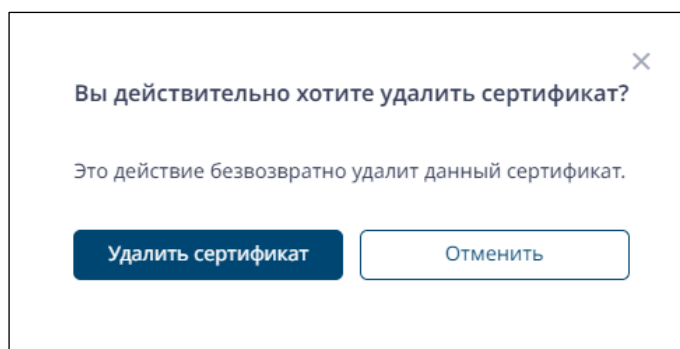 Вы действительно хотите удалить сертификат?
Это действие безвозвратно удалит данный сертификат.
Удалить сертификат
Отменить